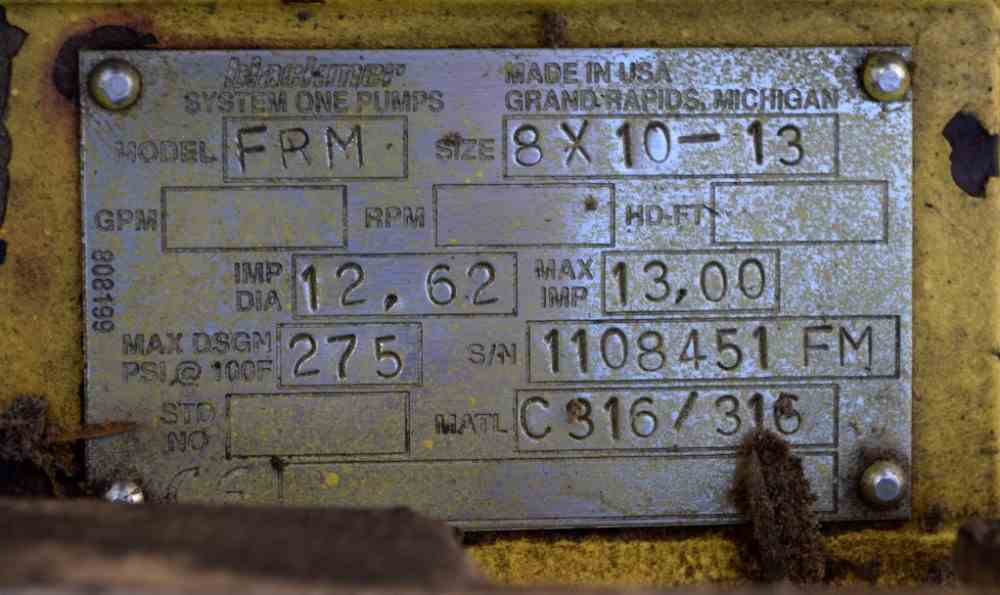 blackmer MADE IN USA
SYSTEM ONE PUMPS GRAND RAPIDS, MICHIGAN
MODEL FRM SIZE 8 X 10-13
GPM RPM HD-FT
IMP DIA 12,62 MAX IMP 13,00
808199
MAX DSGN PSI @ 100F 275 S/N 1108451 FM
STD NO MATL C316/316
CE